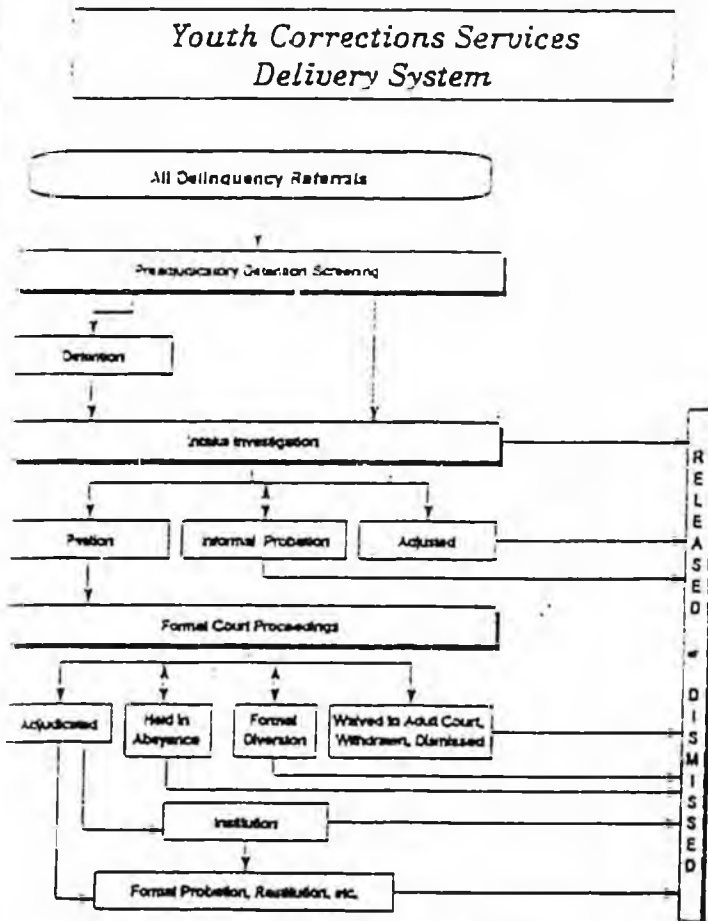 Youth Corrections Services
Delivery System
All Delinquency Referrals
Preadjudicatory Detention Screening
Detention
Intake Investigation
Petition
Informal Probation
Adjusted
Formal Court Proceedings
Adjudicated
Held in
Abeyance
Formal
Diversion
Waived to Adult Court,
Withdrawn, Dismissed
Institution
Formal Probation, Restitution, etc.
RELEASED
DISMISSED